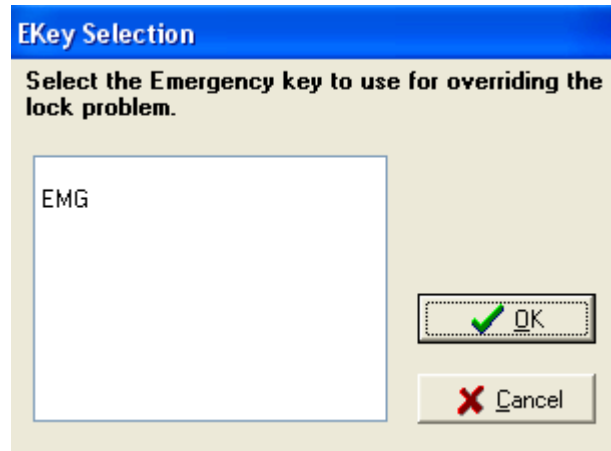 EKey Selection
Select the Emergency key to use for overriding the
lock problem.
EMG
OK
Cancel